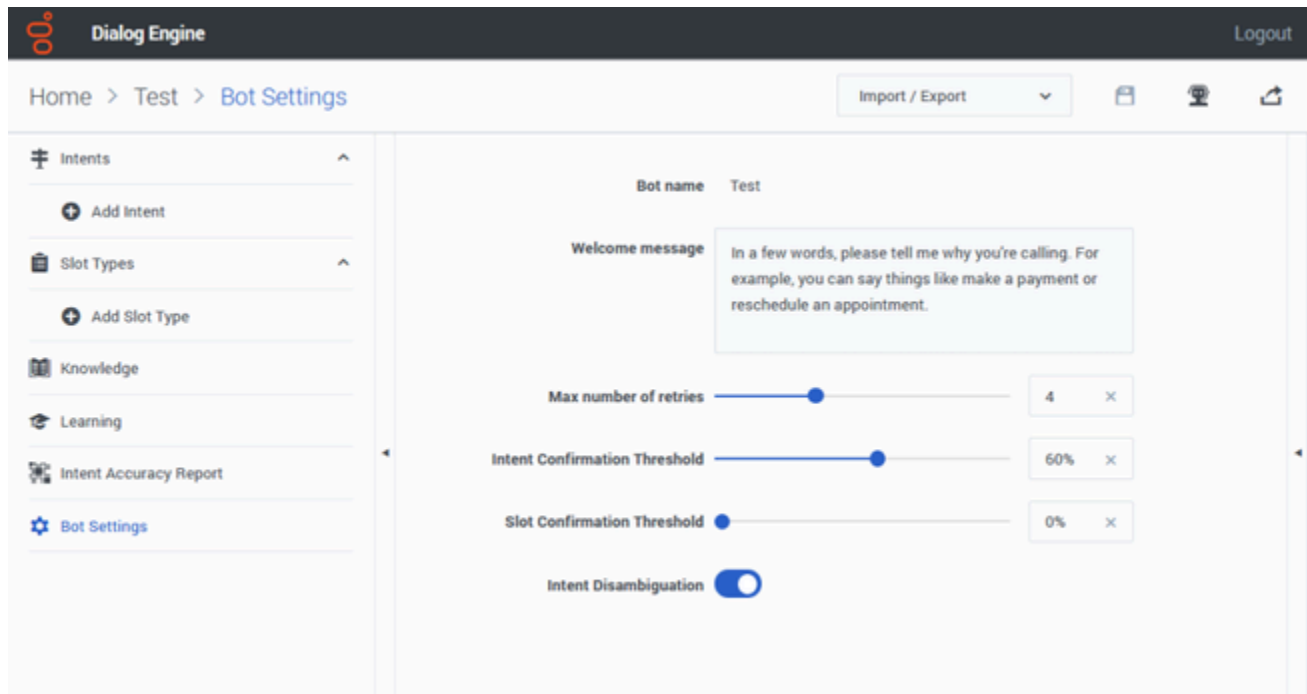 Dialog Engine
Logout
Home > Test > Bot Settings
Import / Export
Intents
Add Intent
Slot Types
Add Slot Type
Knowledge
Learning
Intent Accuracy Report
Bot Settings
Bot name Test
Welcome message
In a few words, please tell me why you're calling. For
example, you can say things like make a payment or
reschedule an appointment.
Max number of retries 4 ×
Intent Confirmation Threshold 60% ×
Slot Confirmation Threshold 0% ×
Intent Disambiguation